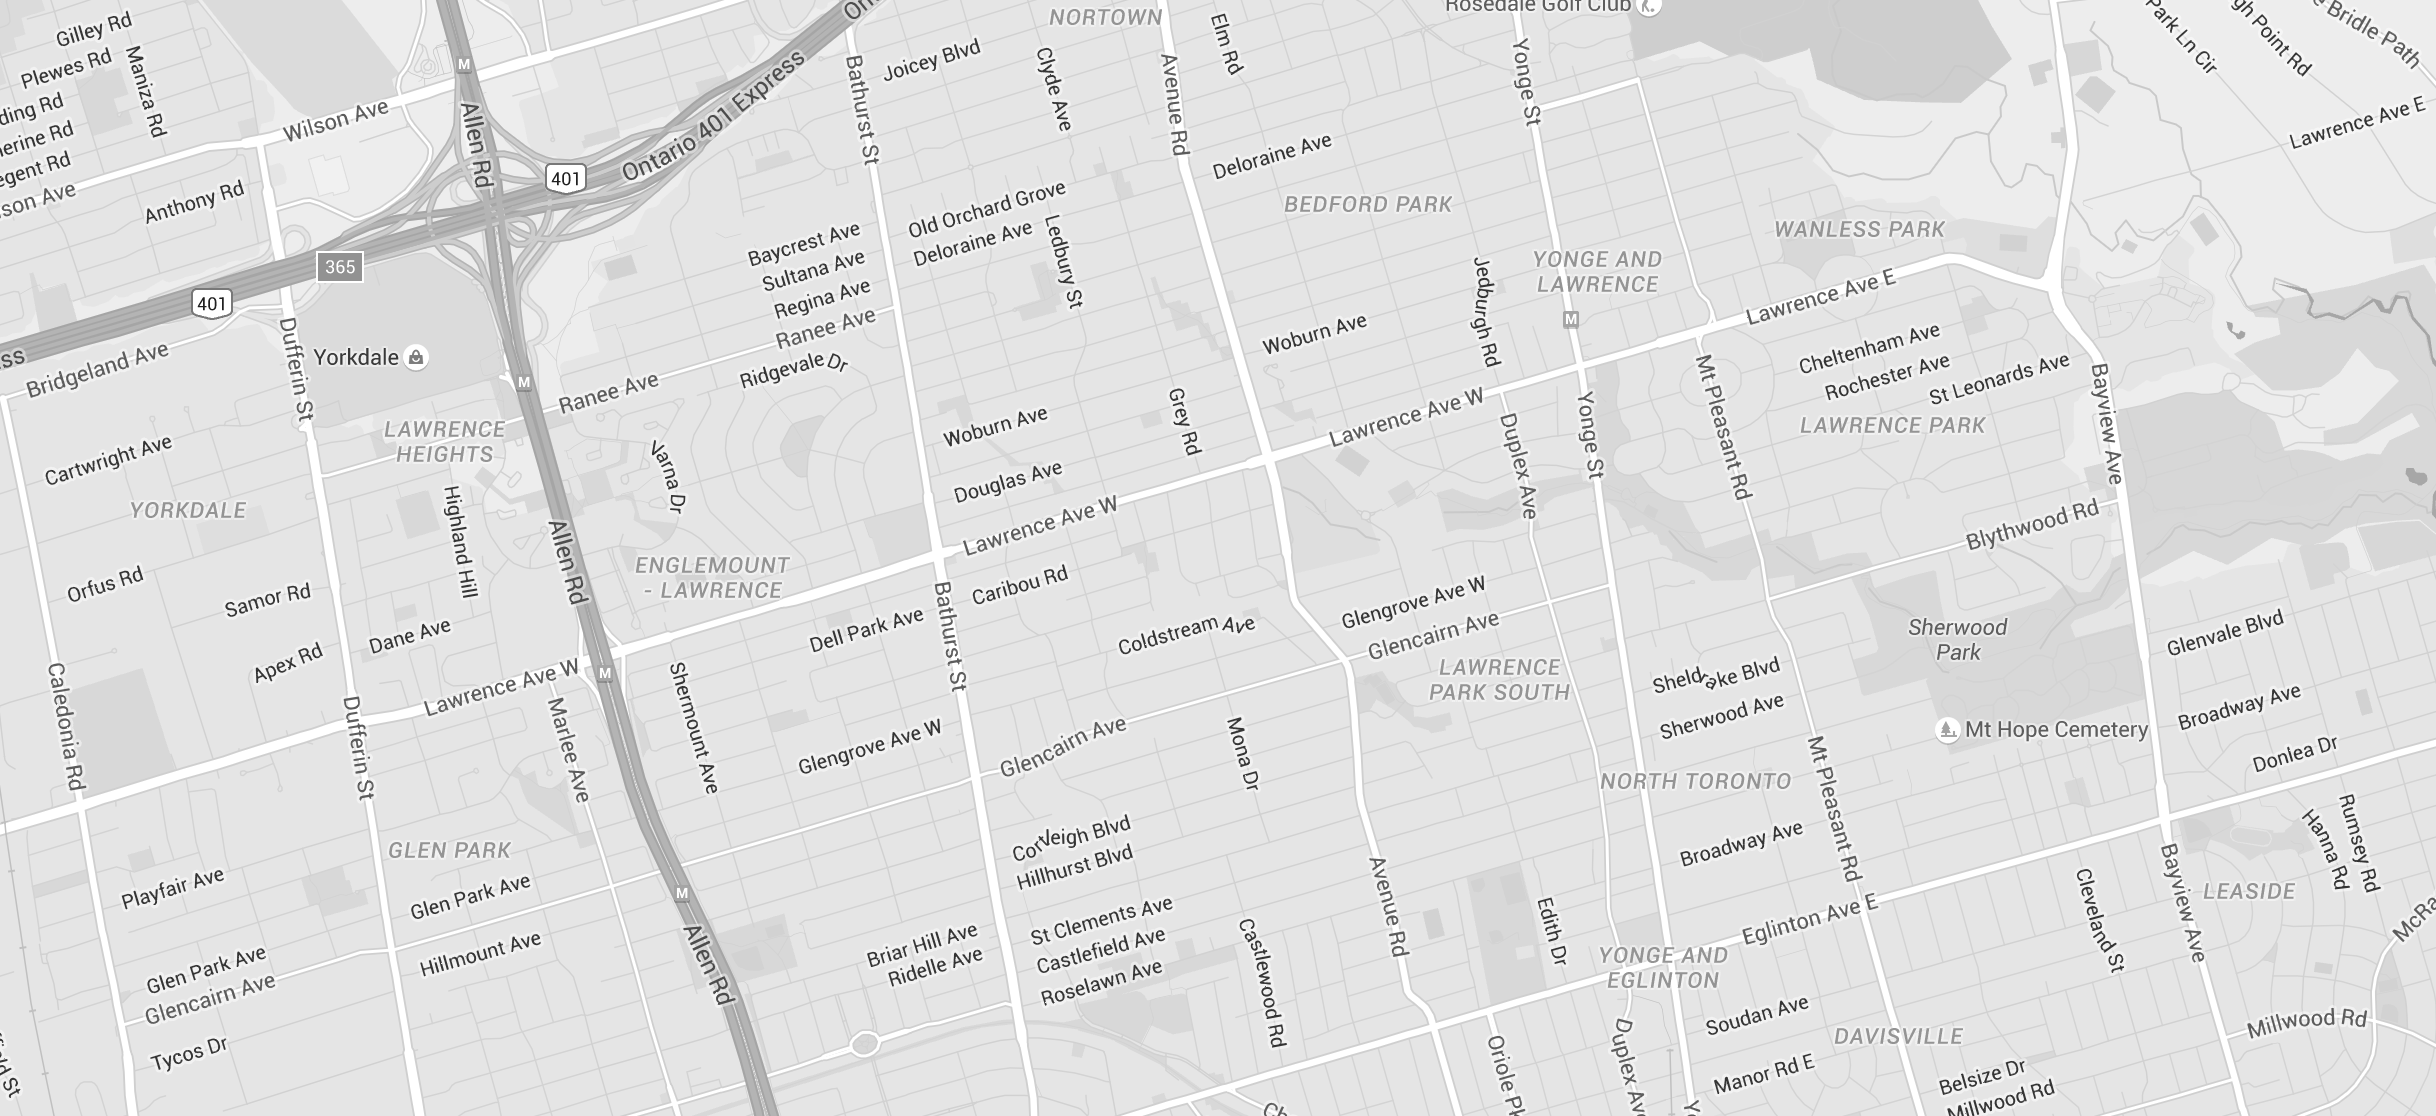 Gilley Rd
Plewes Rd
Maniza Rd
Wilson Ave
Anthony Rd
Allen Rd
401
Ontario 401 Express
365
401
Bridgeland Ave
Yorkdale
Dufferin St
Bathurst St
Joicey Blvd
NORTOWN
Clyde Ave
Avenue Rd
Elm Rd
Rosedale Golf Club
Yonge St
Park Ln Cir
Bridle Path
Lawrence Ave E
Deloraine Ave
BEDFORD PARK
Old Orchard Grove
Deloraine Ave
Ledbury St
Baycrest Ave
Sultana Ave
Regina Ave
Ranee Ave
Ridgevale Dr
Ranee Ave
WANLESS PARK
YONGE AND
LAWRENCE
Jedburgh Rd
Woburn Ave
Lawrence Ave E
Cheltenham Ave
Rochester Ave
St Leonards Ave
LAWRENCE PARK
Bayview Ave
Mt Pleasant Rd
Yonge St
Duplex Ave
Lawrence Ave W
Grey Rd
Woburn Ave
Douglas Ave
Lawrence Ave W
LAWRENCE
HEIGHTS
Cartwright Ave
YORKDALE
Highland Hill
Varna Dr
Allen Rd
ENGLEMOUNT
- LAWRENCE
Orfus Rd
Samor Rd
Dane Ave
Apex Rd
Caledonia Rd
Dufferin St
Lawrence Ave W
Marlee Ave
Shermount Ave
Dell Park Ave
Bathurst St
Caribou Rd
Coldstream Ave
Glengrove Ave W
Glencairn Ave
Blythwood Rd
Sherwood
Park
Glenvale Blvd
LAWRENCE
PARK SOUTH
Sherwood Ave
Mt Hope Cemetery
Broadway Ave
Donlea Dr
Glengrove Ave W
Glencairn Ave
Mona Dr
NORTH TORONTO
Mt Pleasant Rd
Broadway Ave
Rumsey Rd
Hanna Rd
LEASIDE
Bayview Ave
Cleveland St
Cortleigh Blvd
Hillhurst Blvd
GLEN PARK
Playfair Ave
Glen Park Ave
Hillmount Ave
Glen Park Ave
Glencairn Ave
Tycos Dr
Allen Rd
Briar Hill Ave
Ridelle Ave
St Clements Ave
Castlefield Ave
Roselawn Ave
Castlewood Rd
Avenue Rd
Edith Dr
Eglinton Ave E
YONGE AND
EGLINTON
Soudan Ave
DAVISVILLE
Millwood Rd
Manor Rd E
Belsize Dr
Millwood Rd
Duplex Ave